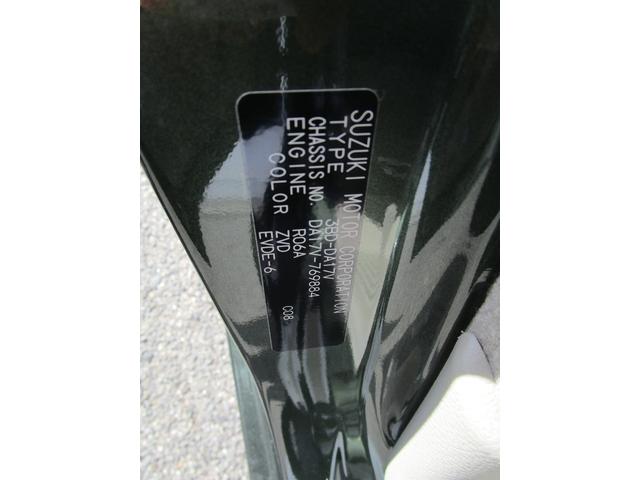 SUZUKI MOTOR CORPORATION
TYPE 3BD-DA17V
CHASSIS NO. DA17V-769884
ENGINE R06A
COLOR ZVD
EVDE-6 C08